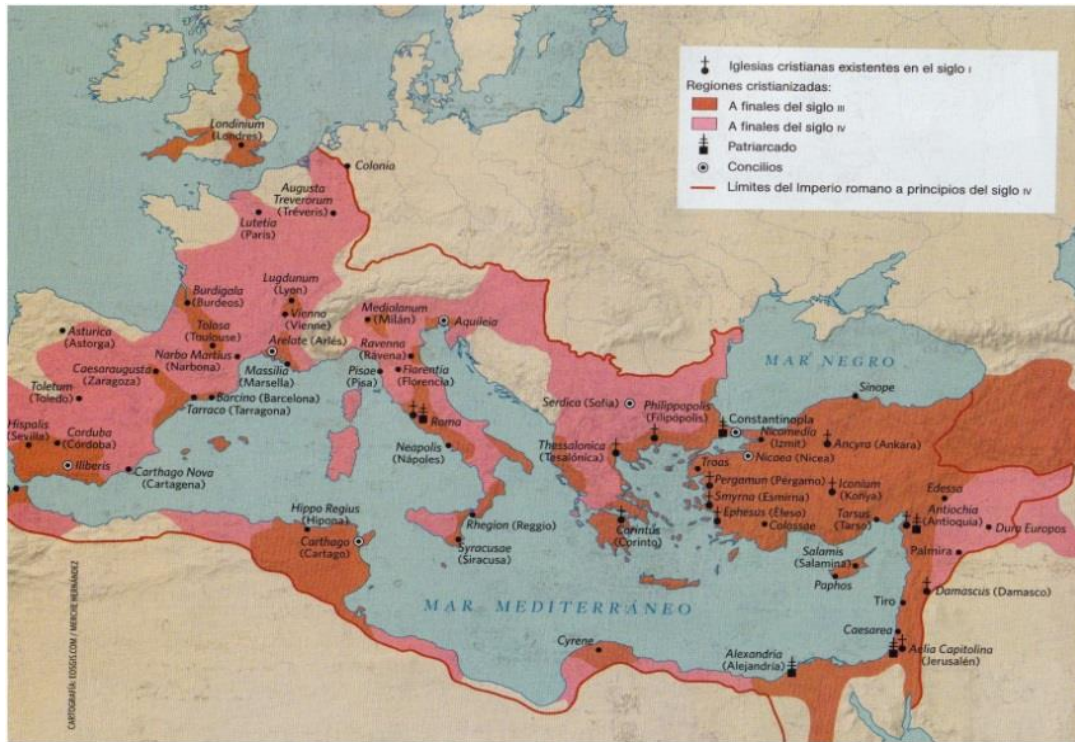 Iglesias cristianas existentes en el siglo I
Regiones cristianizadas:
A finales del siglo III
A finales del siglo IV
Patriarcado
Concilios
Límites del Imperio romano a principios del siglo IV
Londinium
(Londres)
Colonia
Augusta
Treverorum
(Tréveris)
Lutetia
(París)
Lugdunum
(Lyon)
Burdigala
(Burdeos)
Vienna
(Vienne)
Mediolanum
(Milán)
Aquileia
Asturica
(Astorga)
Tolosa
(Toulouse)
Arelate (Arlés)
Ravenna
(Rávena)
Narbo Martius
(Narbona)
Massilia
(Marsella)
Pisae
(Pisa)
Florentia
(Florencia)
Caesaraugusta
(Zaragoza)
Toletum
(Toledo)
Barcino (Barcelona)
Tarraco (Tarragona)
Roma
Hispalis
(Sevilla)
Corduba
(Córdoba)
Iliberis
Carthago Nova
(Cartagena)
Neapolis
(Nápoles)
MAR NEGRO
Sinope
Serdica (Sofía)
Philippopolis
(Filipópolis)
Constantinopla
Nicomedia
(Izmit)
Ancyra (Ankara)
Thessalonica
(Tesalónica)
Nicaea (Nicea)
Troas
Pergamun (Pérgamo)
Iconium
(Konya)
Smyrna (Esmirna)
Ephesus (Éfeso)
Colossae
Tarsus
(Tarso)
Edessa
Antiochia
(Antioquía)
Dura Europos
Corintus
(Corinto)
Rhegion (Reggio)
Syracusae
(Siracusa)
Hippo Regius
(Hipona)
Carthago
(Cartago)
Salamis
(Salamina)
Paphos
Palmira
Damascus (Damasco)
Tiro
MAR MEDITERRÁNEO
Cyrene
Caesarea
Aelia Capitolina
(Jerusalén)
Alexandria
(Alejandría)
CARTOGRAFÍA: EOSGIS.COM / MERCHE HERNÁNDEZ